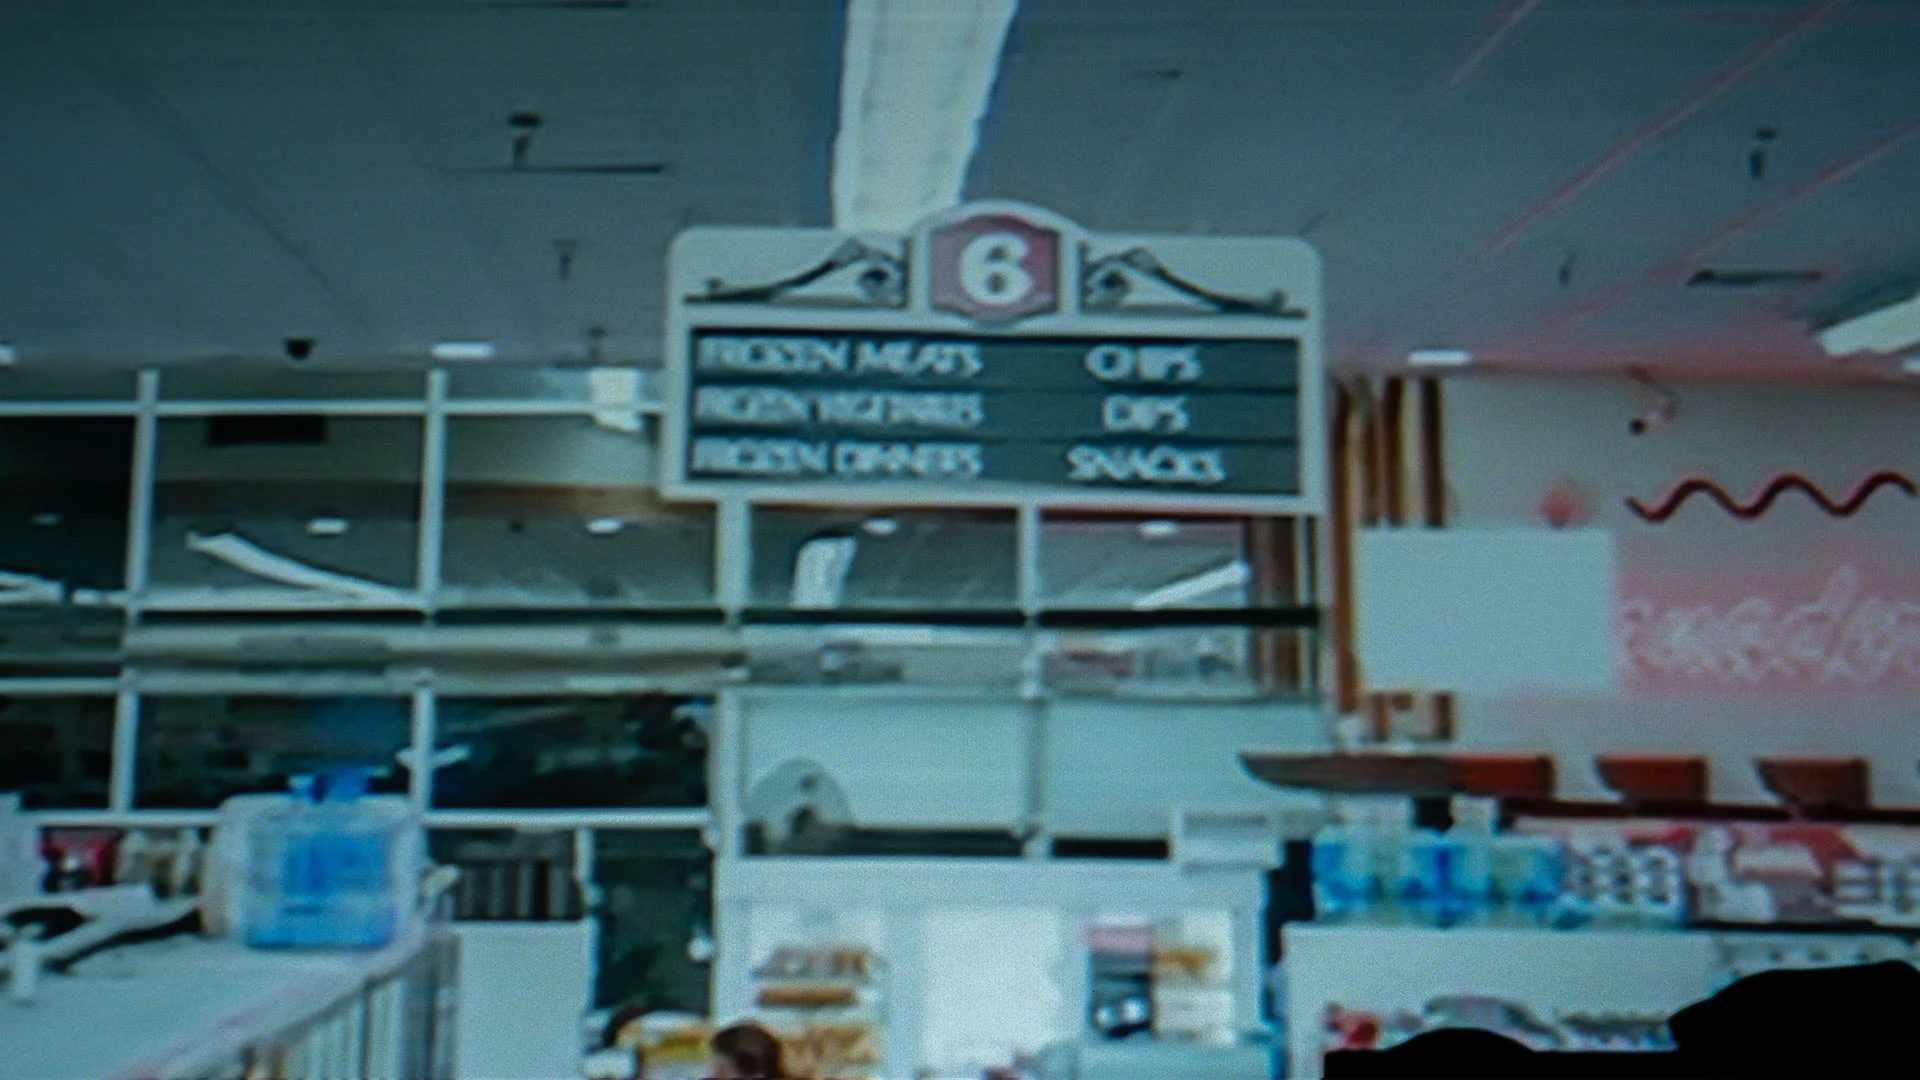 6
FROZEN MEATS CHIPS
FROZEN VEGETABLES DIPS
FROZEN DINNERS SNACKS